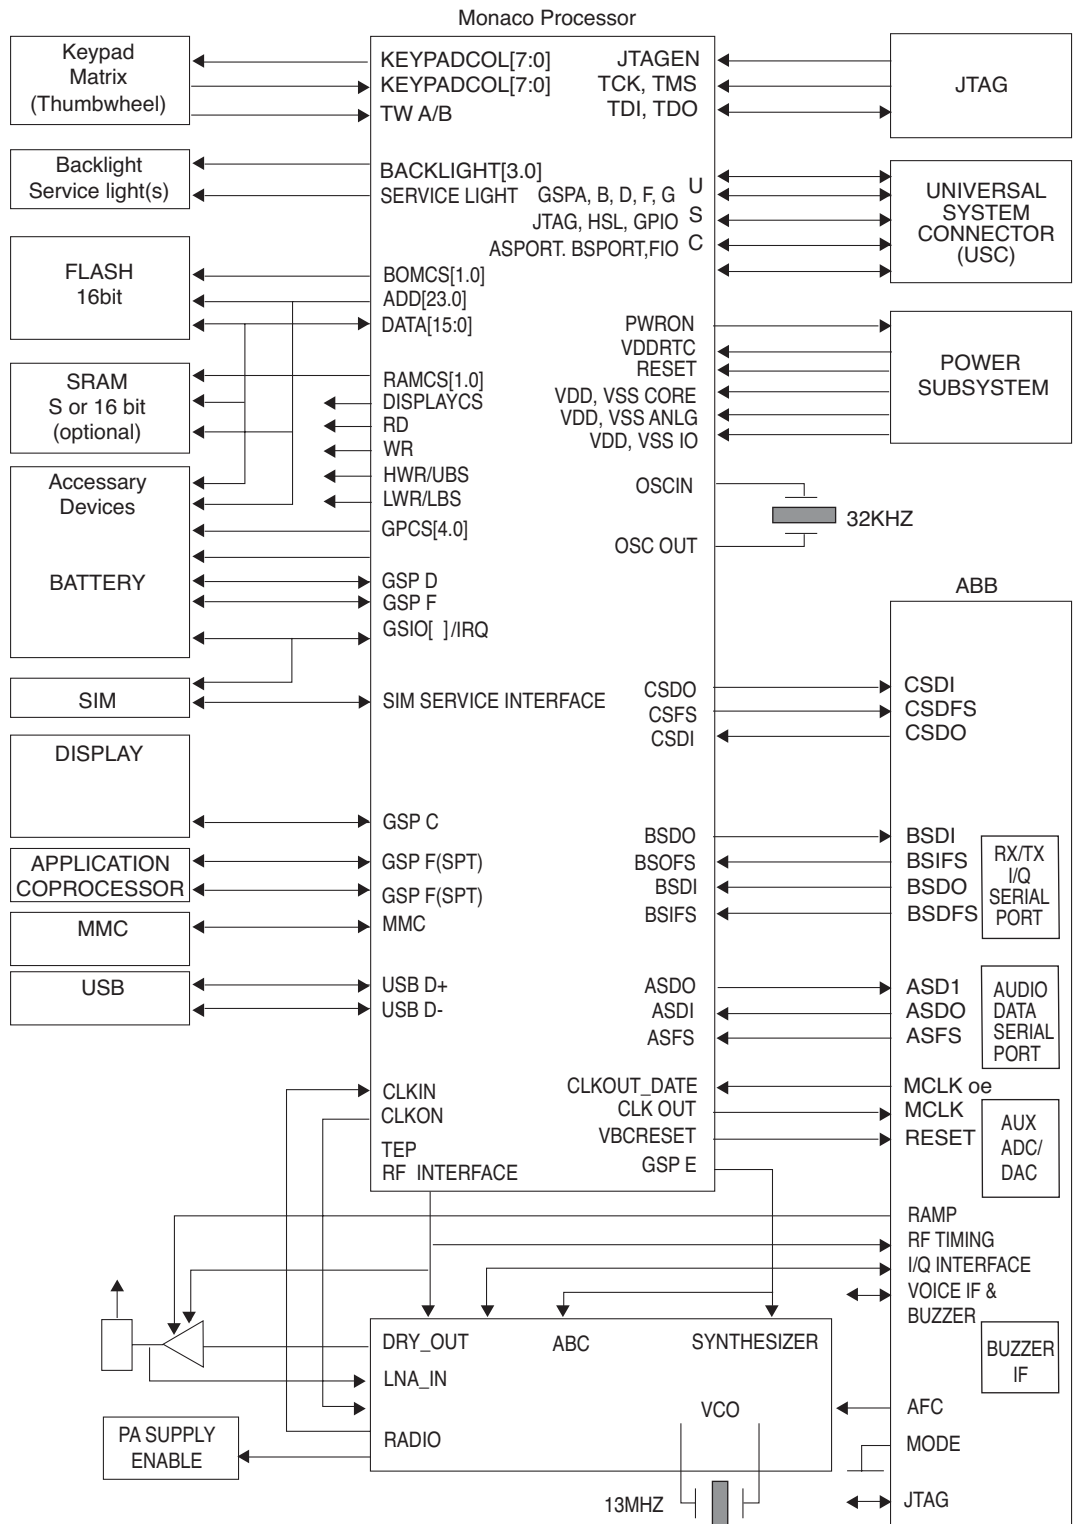 Monaco Processor
Keypad
Matrix
(Thumbwheel)
KEYPADCOL[7:0]
KEYPADCOL[7:0]
TW A/B
JTAGEN
TCK, TMS
TDI, TDO
JTAG
Backlight
Service light(s)
BACKLIGHT[3.0]
SERVICE LIGHT
GSPA, B, D, F, G
JTAG, HSL, GPIO
ASPORT. BSPORT,FIO
U
S
C
UNIVERSAL
SYSTEM
CONNECTOR
(USC)
FLASH
16bit
BOMCS[1.0]
ADD[23.0]
DATA[15:0]
PWRON
VDDRTC
RESET
VDD, VSS CORE
VDD, VSS ANLG
VDD, VSS IO
POWER
SUBSYSTEM
SRAM
S or 16 bit
(optional)
RAMCS[1.0]
DISPLAYCS
RD
WR
HWR/UBS
LWR/LBS
GPCS[4.0]
Accessary
Devices
BATTERY
OSCIN
OSC OUT
32KHZ
GSP D
GSP F
GSIO[ ]/IRQ
ABB
SIM
SIM SERVICE INTERFACE
CSDO
CSFS
CSDI
CSDI
CSDFS
CSDO
DISPLAY
GSP C
APPLICATION
COPROCESSOR
GSP F(SPT)
GSP F(SPT)
BSDO
BSOFS
BSDI
BSIFS
BSDI
BSIFS
BSDO
BSDFS
RX/TX
I/Q
SERIAL
PORT
MMC
MMC
USB
USB D+
USB D-
ASDO
ASDI
ASFS
ASD1
ASDO
ASFS
AUDIO
DATA
SERIAL
PORT
CLKIN
CLKON
TEP
RF INTERFACE
CLKOUT_DATE
CLK OUT
VBCRESET
GSP E
MCLK oe
MCLK
RESET
AUX
ADC/
DAC
RAMP
RF TIMING
I/Q INTERFACE
VOICE IF &
BUZZER
BUZZER
IF
DRY_OUT
ABC
SYNTHESIZER
LNA_IN
VCO
RADIO
PA SUPPLY
ENABLE
AFC
MODE
13MHZ
JTAG